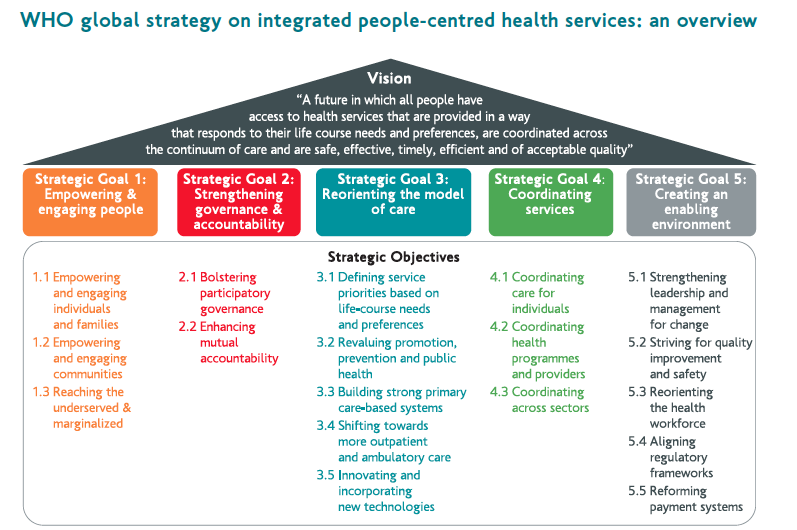 WHO global strategy on integrated people-centred health services: an overview
Vision
“A future in which all people have
access to health services that are provided in a way
that responds to their life course needs and preferences, are coordinated across
the continuum of care and are safe, effective, timely, efficient and of acceptable quality”
Strategic Goal 1:
Empowering &
engaging people
Strategic Goal 2:
Strengthening
governance &
accountability
Strategic Goal 3:
Reorienting the model
of care
Strategic Goal 4:
Coordinating
services
Strategic Goal 5:
Creating an
enabling
environment
Strategic Objectives
1.1 Empowering
and engaging
individuals
and families
1.2 Empowering
and engaging
communities
1.3 Reaching the
underserved &
marginalized
2.1 Bolstering
participatory
governance
2.2 Enhancing
mutual
accountability
3.1 Defining service
priorities based on
life-course needs
and preferences
3.2 Revaluing promotion,
prevention and public
health
3.3 Building strong primary
care-based systems
3.4 Shifting towards
more outpatient
and ambulatory care
3.5 Innovating and
incorporating
new technologies
4.1 Coordinating
care for
individuals
4.2 Coordinating
health
programmes
and providers
4.3 Coordinating
across sectors
5.1 Strengthening
leadership and
management
for change
5.2 Striving for quality
improvement
and safety
5.3 Reorienting
the health
workforce
5.4 Aligning
regulatory
frameworks
5.5 Reforming
payment systems